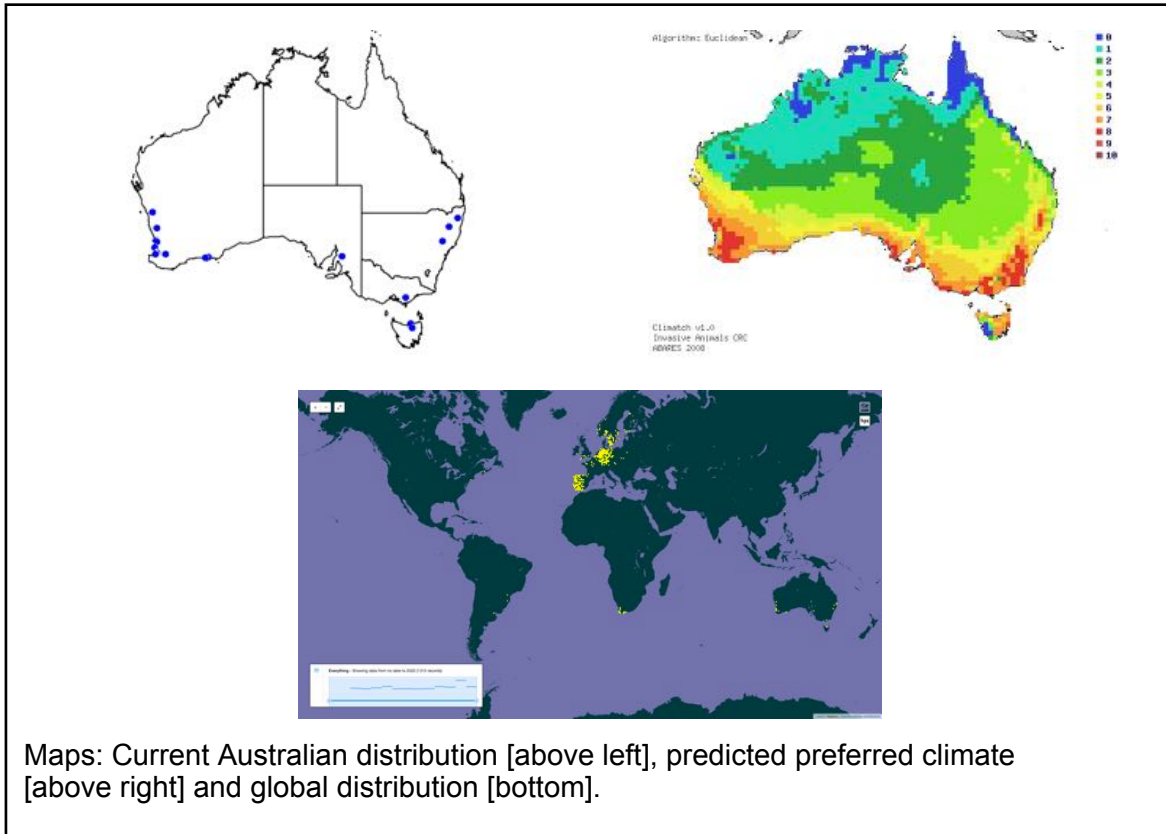 Algorithm: Euclidean
0
1
2
3
4
5
6
7
8
9
10
Climatch v1.0
Invasive Animals CRC
ABARES 2008
Maps: Current Australian distribution [above left], predicted preferred climate
[above right] and global distribution [bottom].